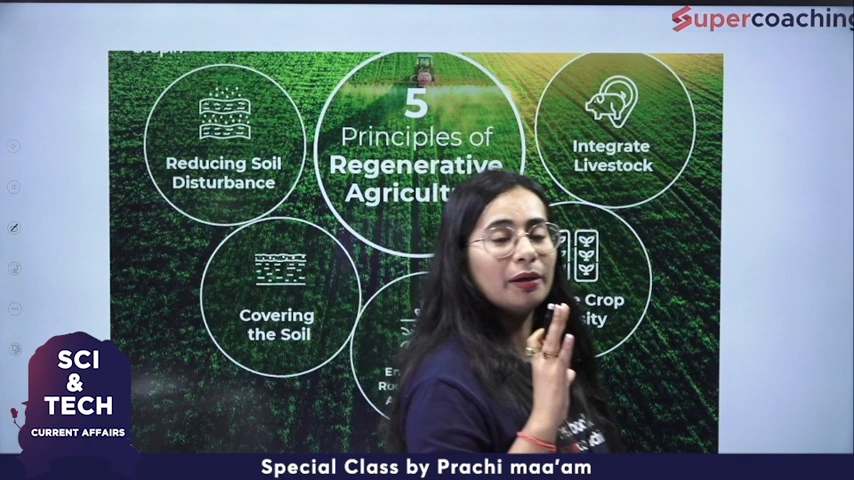 Supercoaching
5
Principles of
Regenerative
Reducing Soil
Disturbance
Integrate
Livestock
Covering
the Soil
Crop
SCI
&
TECH
CURRENT AFFAIRS
Special Class by Prachi maa'am